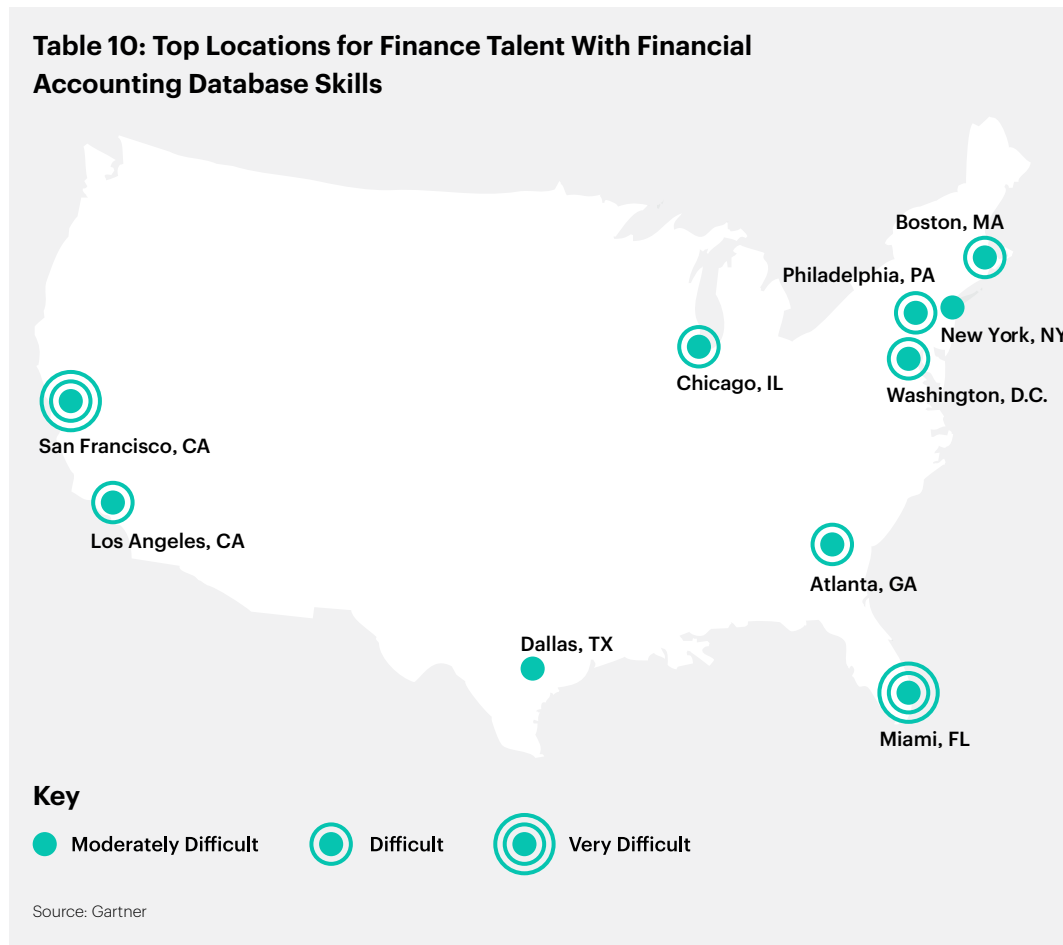 Table 10: Top Locations for Finance Talent With Financial
Accounting Database Skills
Boston, MA
Philadelphia, PA
New York, NY
Washington, D.C.
Chicago, IL
San Francisco, CA
Los Angeles, CA
Atlanta, GA
Dallas, TX
Miami, FL
Key
Moderately Difficult
Difficult
Very Difficult
Source: Gartner